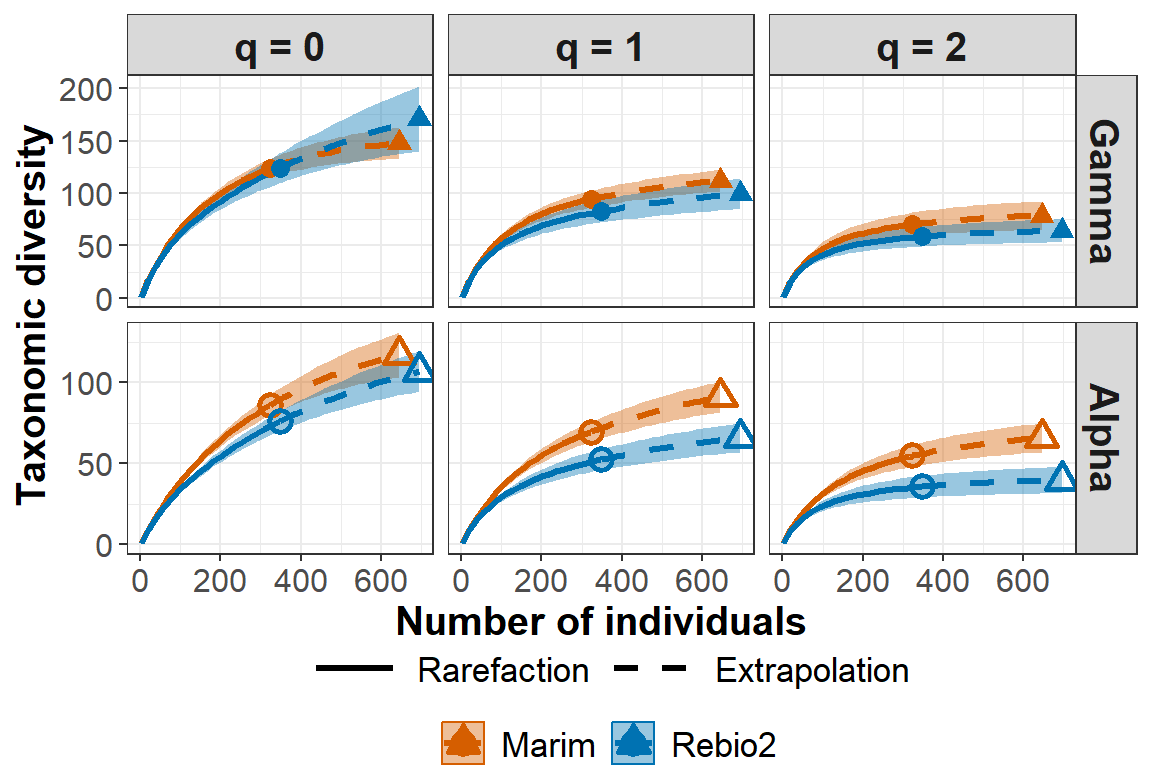 q = 0 q = 1 q = 2
200
150
100
50
0
Gamma
100
50
0
Alpha
Taxonomic diversity
0 200 400 600 0 200 400 600 0 200 400 600
Number of individuals
Rarefaction Extrapolation
Marim Rebio2